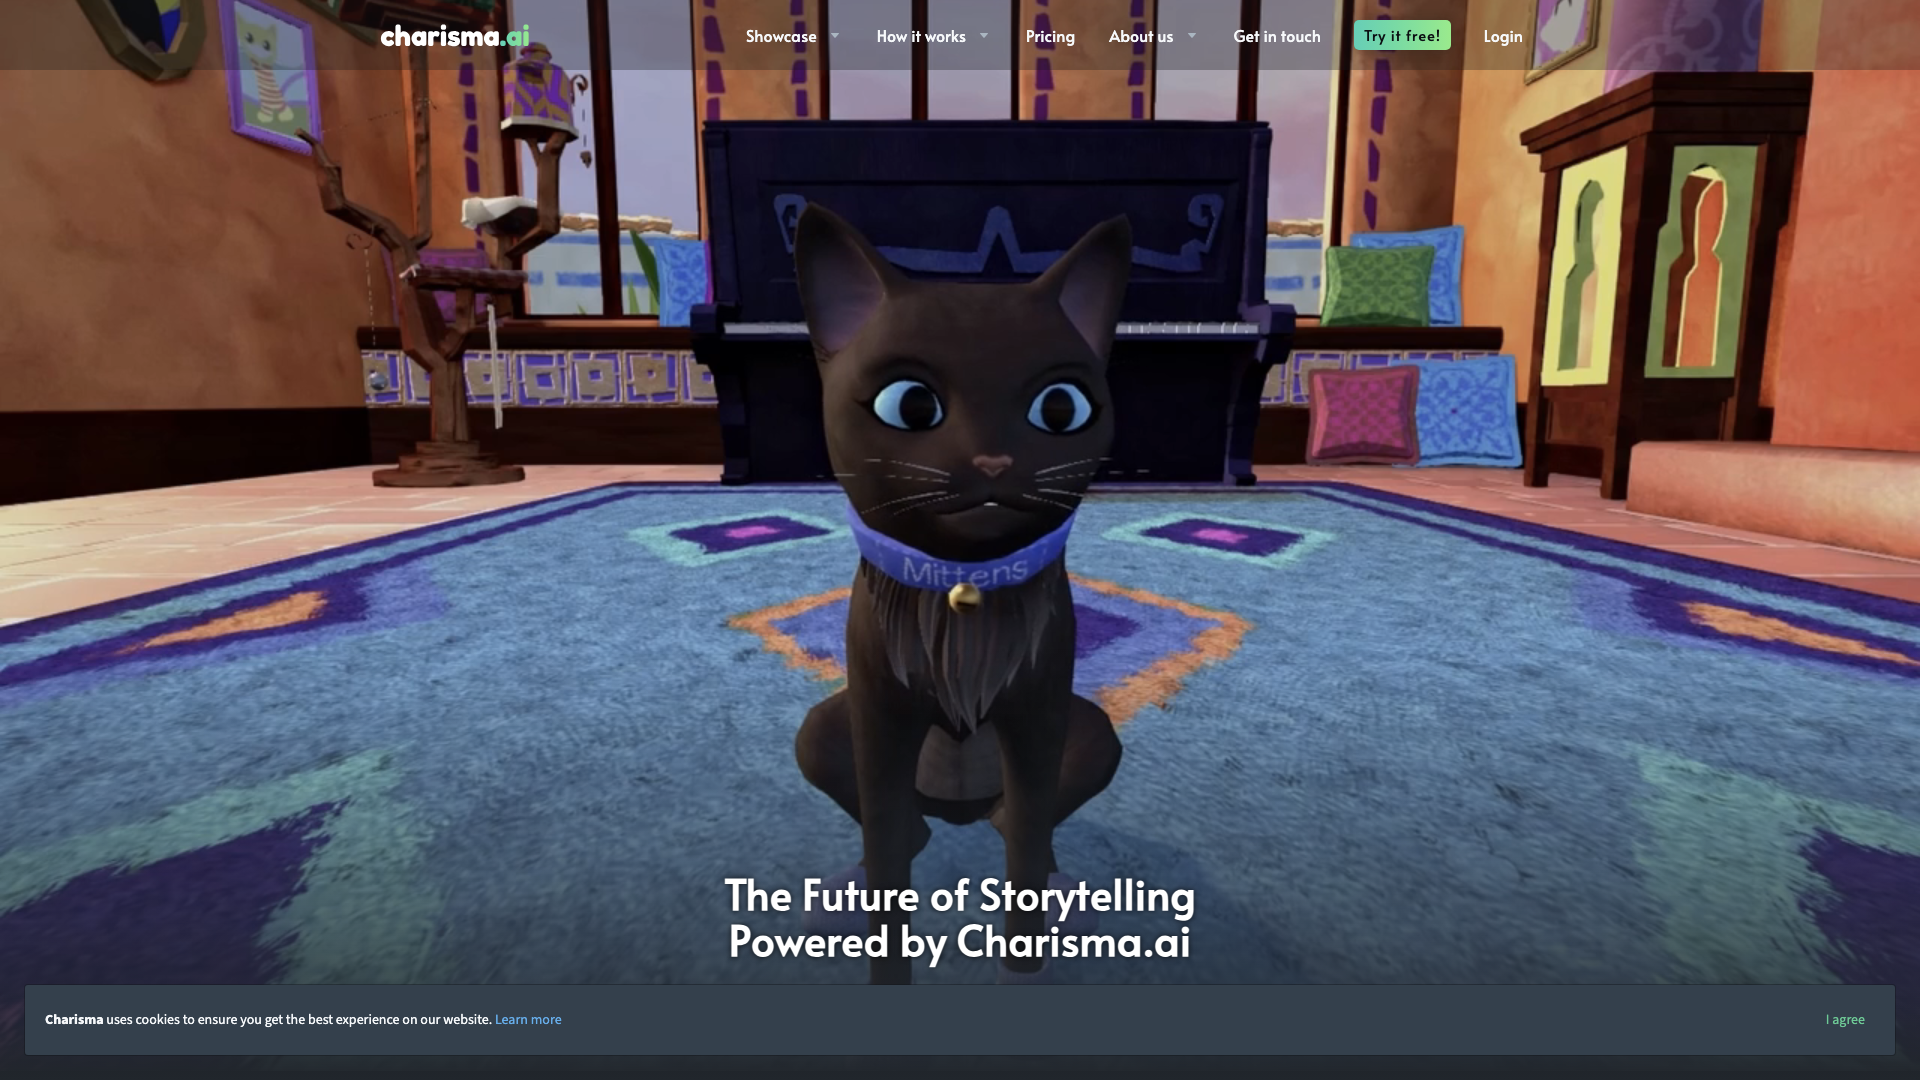 charisma.ai
Showcase
How it works
Pricing
About us
Get in touch
Try it free!
Login
Mittens
The Future of Storytelling
Powered by Charisma.ai
Charisma uses cookies to ensure you get the best experience on our website. Learn more
I agree